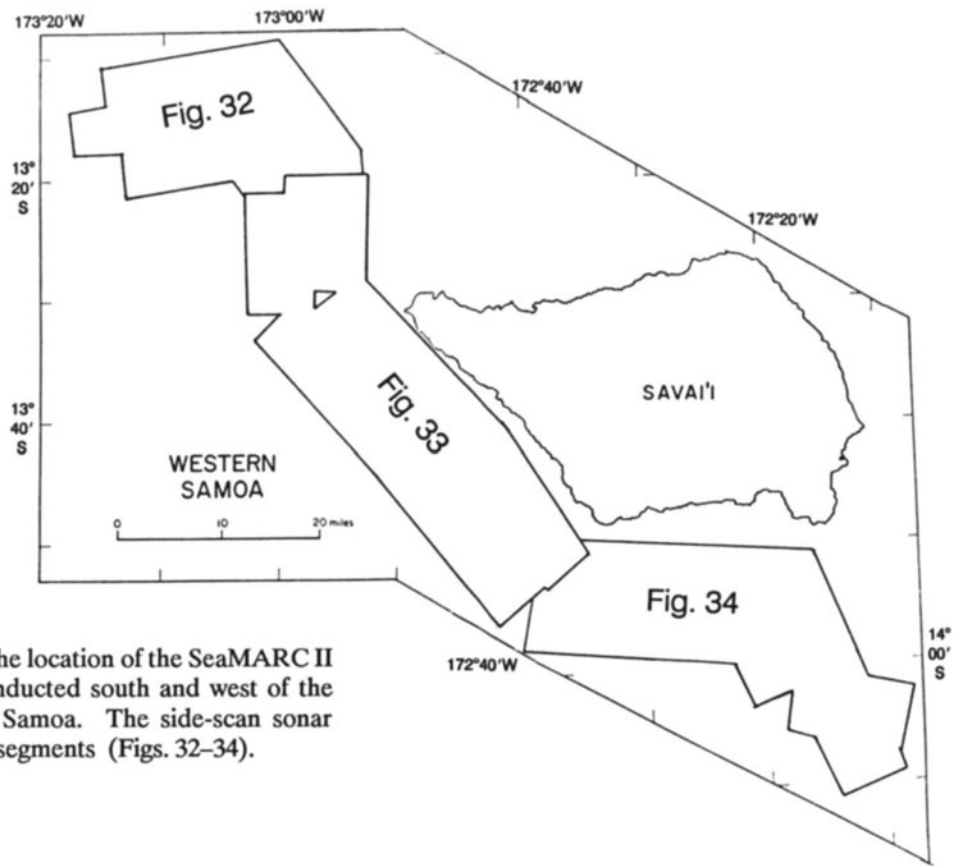 173°20'W
173°00'W
172°40'W
Fig. 32
13°
20'
S
172°20'W
Fig. 33
SAVAI'I
13°
40'
S
WESTERN
SAMOA
0 10 20 miles
Fig. 34
14°
00'
S
172°40'W
he location of the SeaMARC II
nducted south and west of the
Samoa. The side-scan sonar
segments (Figs. 32–34).